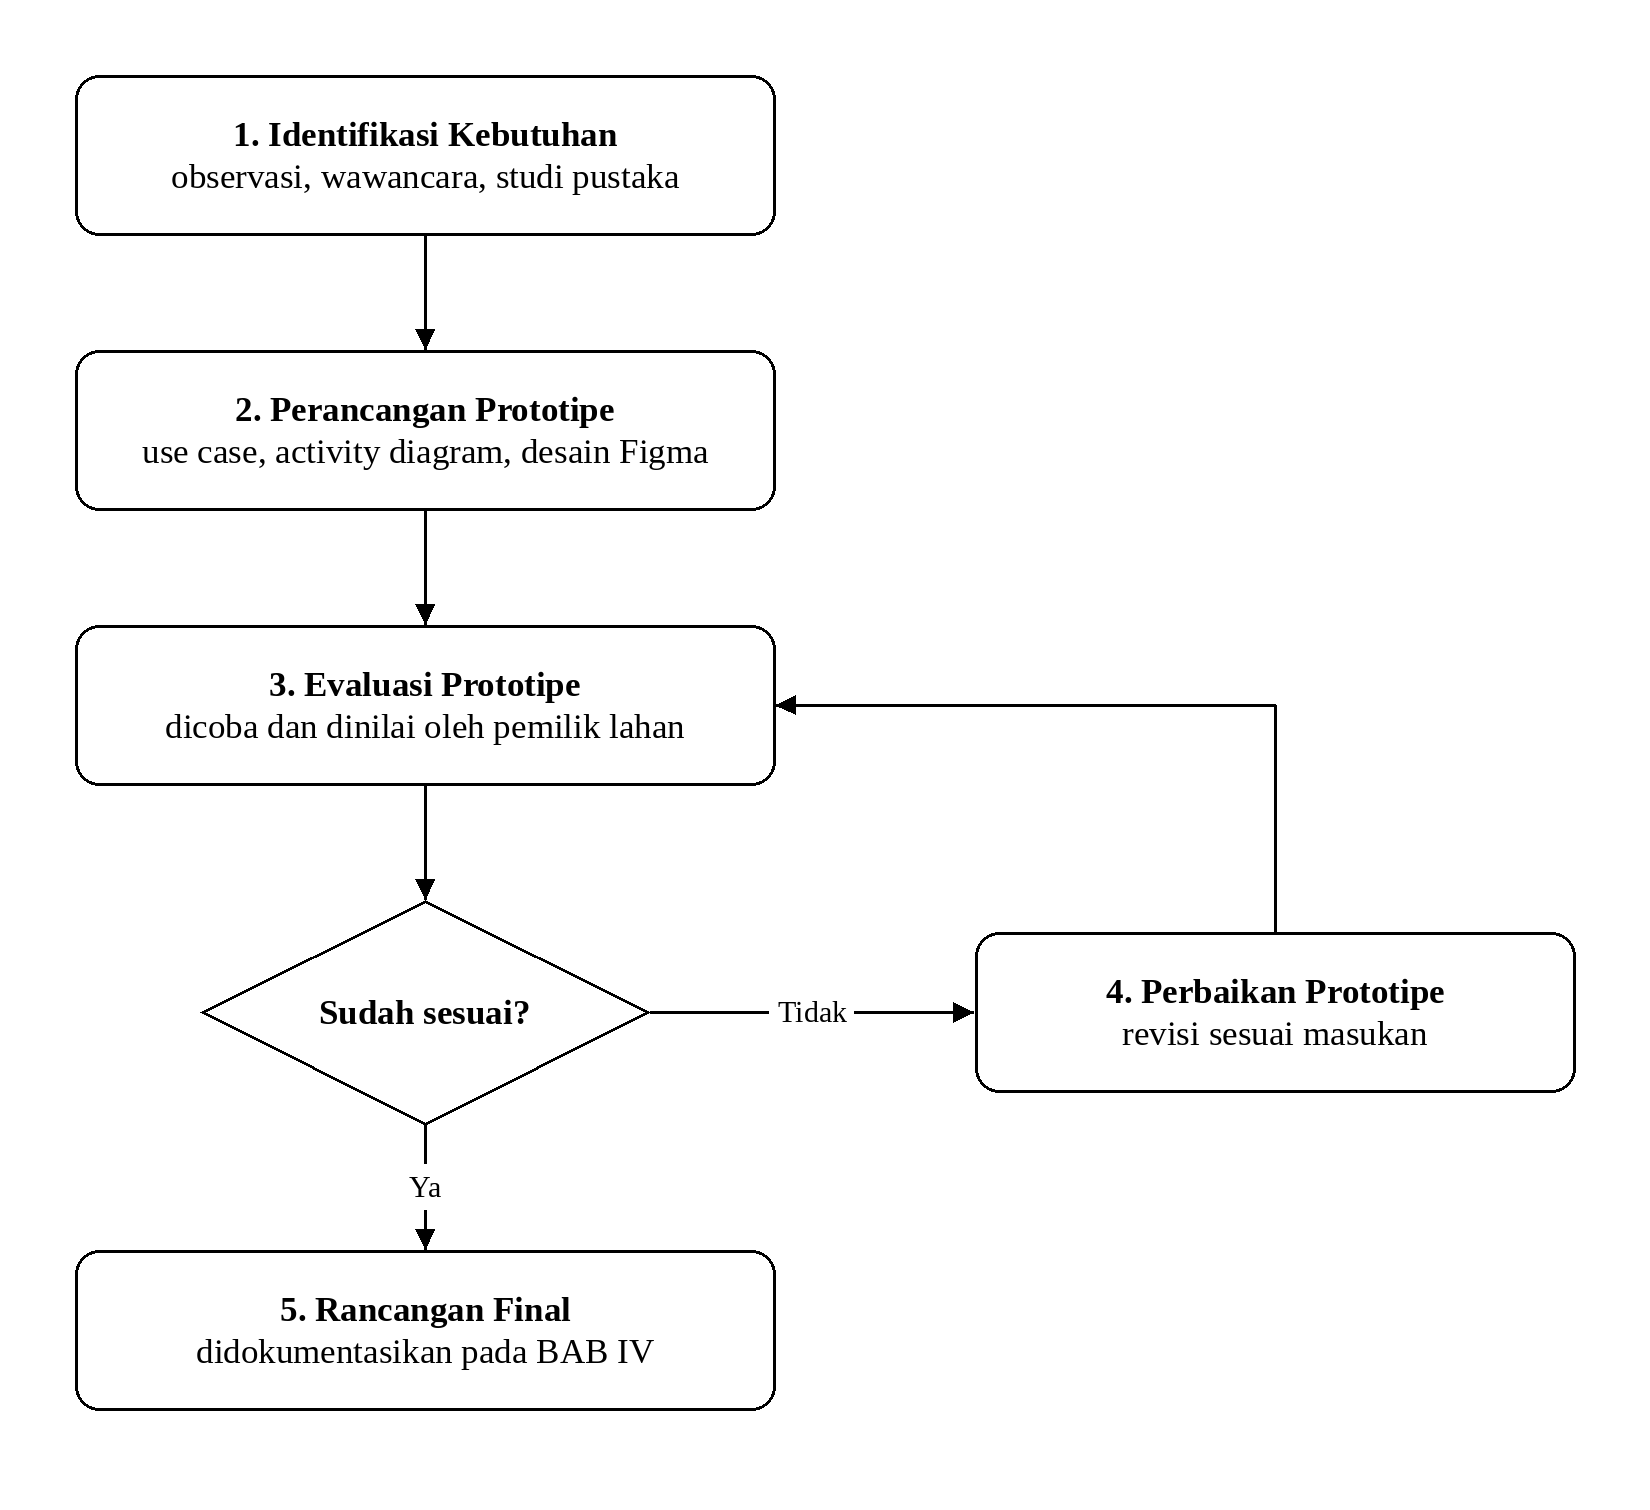 1. Identifikasi Kebutuhan
observasi, wawancara, studi pustaka
2. Perancangan Prototipe
use case, activity diagram, desain Figma
3. Evaluasi Prototipe
dicoba dan dinilai oleh pemilik lahan
Sudah sesuai?
Tidak
4. Perbaikan Prototipe
revisi sesuai masukan
Ya
5. Rancangan Final
didokumentasikan pada BAB IV